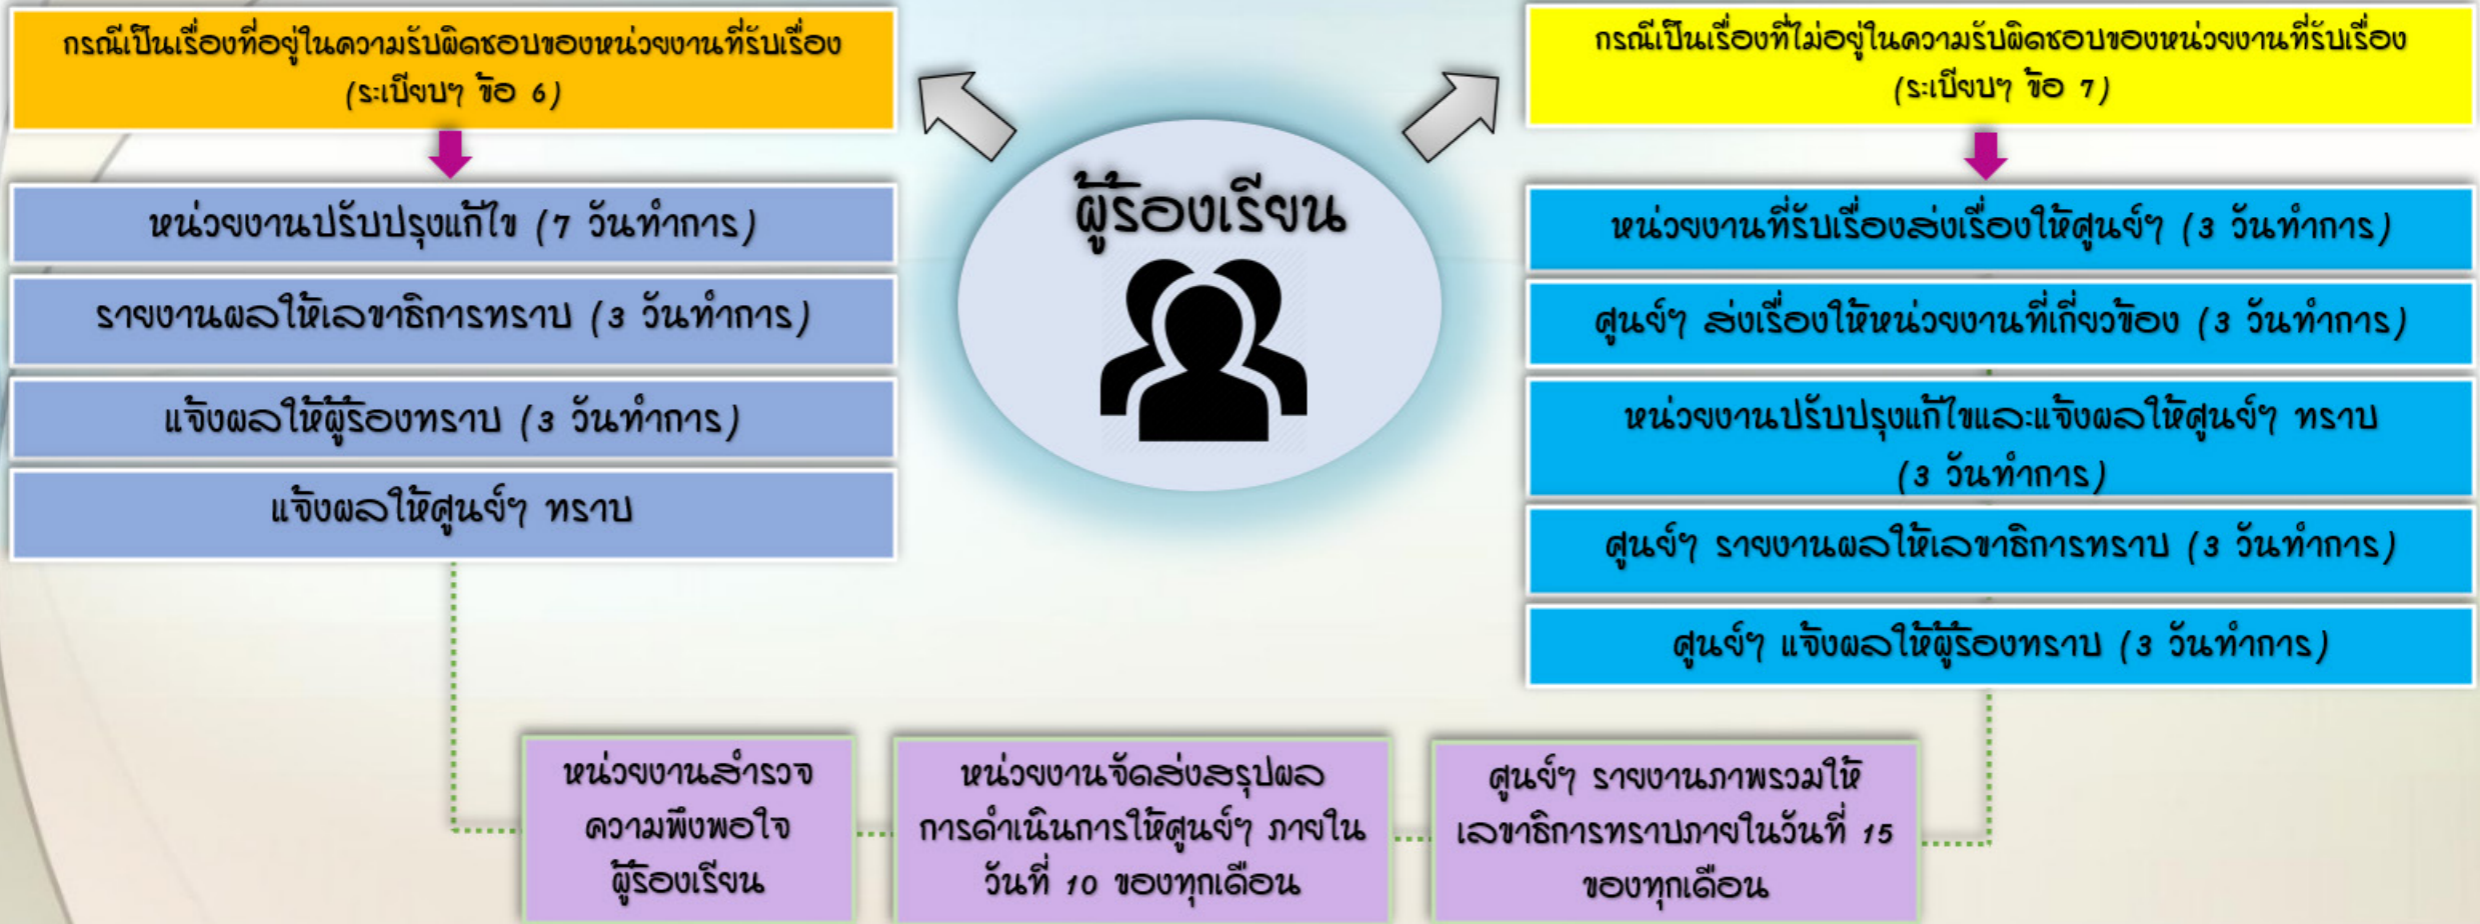 กรณีเป็นเรื่องที่อยู่ในความรับผิดชอบของหน่วยงานที่รับเรื่อง
(ระเบียบฯ ข้อ 6)
หน่วยงานปรับปรุงแก้ไข (7 วันทำการ)
รายงานผลให้เลขาธิการทราบ (3 วันทำการ)
แจ้งผลให้ผู้ร้องทราบ (3 วันทำการ)
แจ้งผลให้ศูนย์ฯ ทราบ
ผู้ร้องเรียน
กรณีเป็นเรื่องที่ไม่อยู่ในความรับผิดชอบของหน่วยงานที่รับเรื่อง
(ระเบียบฯ ข้อ 7)
หน่วยงานที่รับเรื่องส่งเรื่องให้ศูนย์ฯ (3 วันทำการ)
ศูนย์ฯ ส่งเรื่องให้หน่วยงานที่เกี่ยวข้อง (3 วันทำการ)
หน่วยงานปรับปรุงแก้ไขและแจ้งผลให้ศูนย์ฯ ทราบ
(3 วันทำการ)
ศูนย์ฯ รายงานผลให้เลขาธิการทราบ (3 วันทำการ)
ศูนย์ฯ แจ้งผลให้ผู้ร้องทราบ (3 วันทำการ)
หน่วยงานสำรวจ
ความพึงพอใจ
ผู้ร้องเรียน
หน่วยงานจัดส่งสรุปผล
การดำเนินการให้ศูนย์ฯ ภายใน
วันที่ 10 ของทุกเดือน
ศูนย์ฯ รายงานภาพรวมให้
เลขาธิการทราบภายในวันที่ 15
ของทุกเดือน